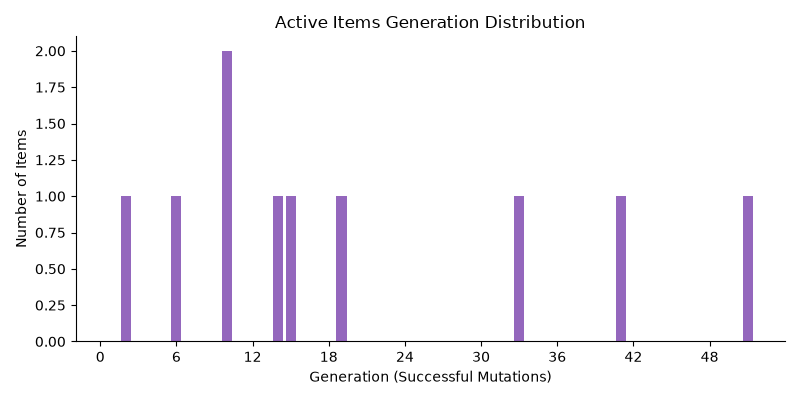 Active Items Generation Distribution
2.00
1.75
1.50
1.25
1.00
0.75
0.50
0.25
0.00
Number of Items
0 6 12 18 24 30 36 42 48
Generation (Successful Mutations)